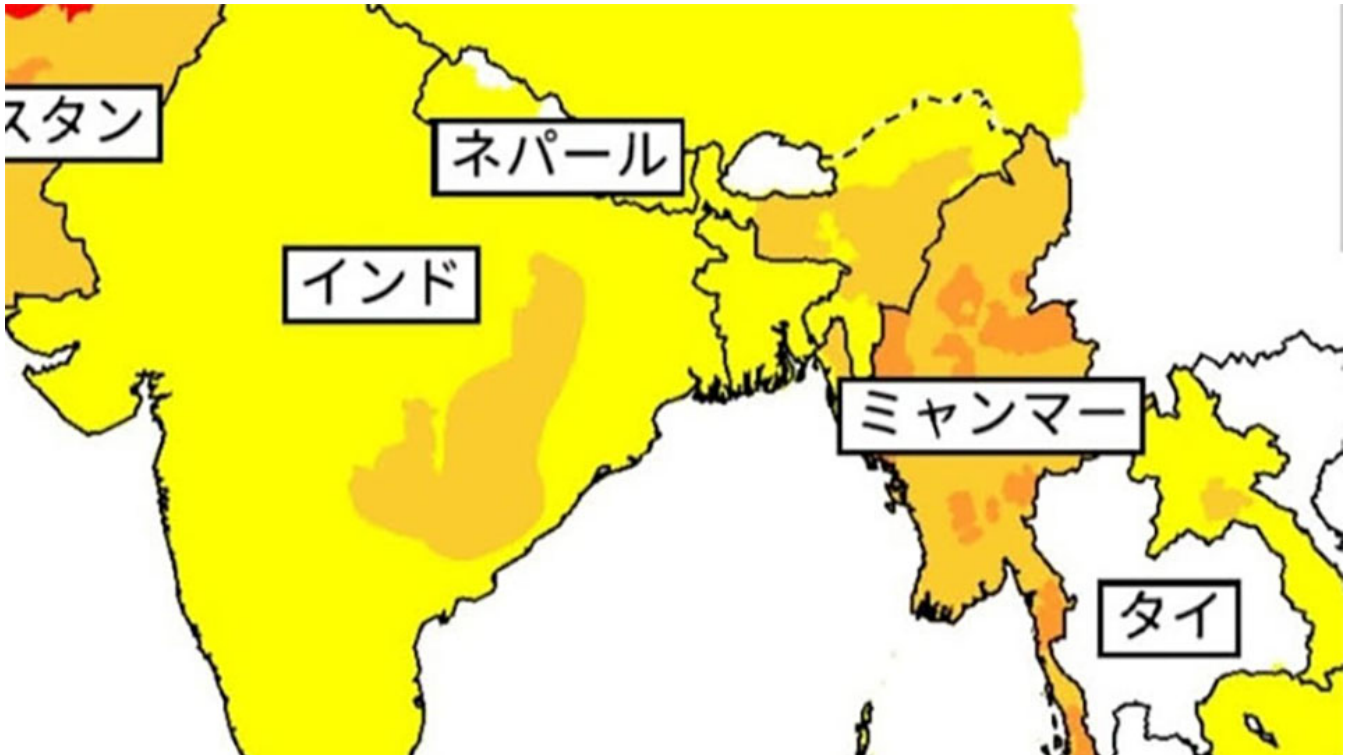 スタン
ネパール
インド
ミャンマー
タイ